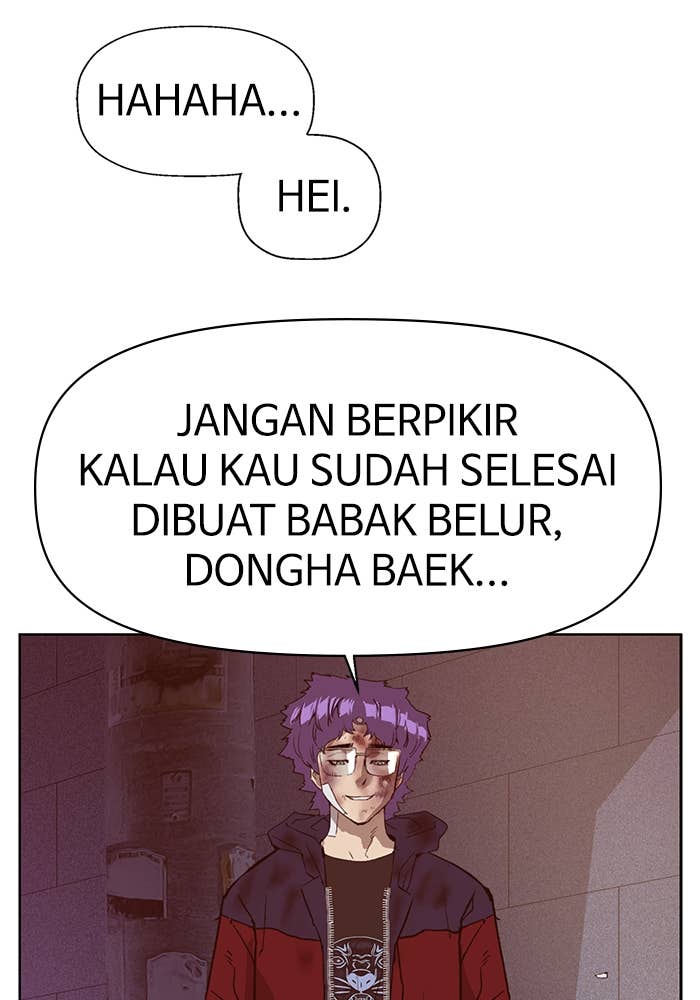 HAHAHA...
HEI.
JANGAN BERPIKIR
KALAU KAU SUDAH SELESAI
DIBUAT BABAK BELUR,
DONGHA BAEK...